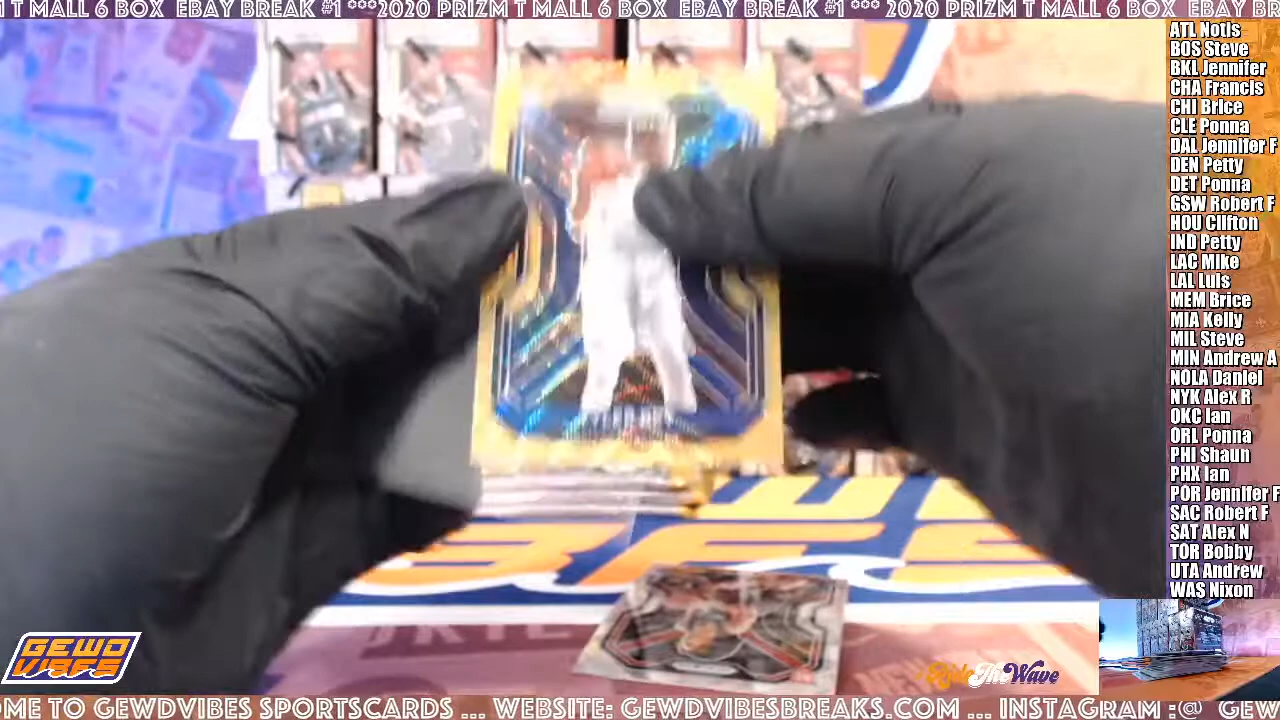 1 T MALL 6 BOX  EBAY BREAK #1 ***2020 PRIZM T MALL 6 BOX  EBAY BREAK #1 *** 2020 PRIZM T MALL 6 BOX  EBAY BR
ATL Notis
BOS Steve
BKL Jennifer
CHA Francis
CHI Brice
CLE Ponna
DAL Jennifer F
DEN Petty
DET Ponna
GSW Robert F
HOU Clifton
IND Petty
LAC Mike
LAL Luis
MEM Brice
MIA Kelly
MIL Steve
MIN Andrew A
NOLA Daniel
NYK Alex R
OKC Ian
ORL Ponna
PHI Shaun
PHX Ian
POR Jennifer F
SAC Robert F
SAT Alex N
TOR Bobby
UTA Andrew
WAS Nixon
GEWD
VIBES
Ride The Wave
OME TO GEWDVIBES SPORTSCARDS ... WEBSITE: GEWDVIBESBREAKS.COM ... INSTAGRAM :@ GEW